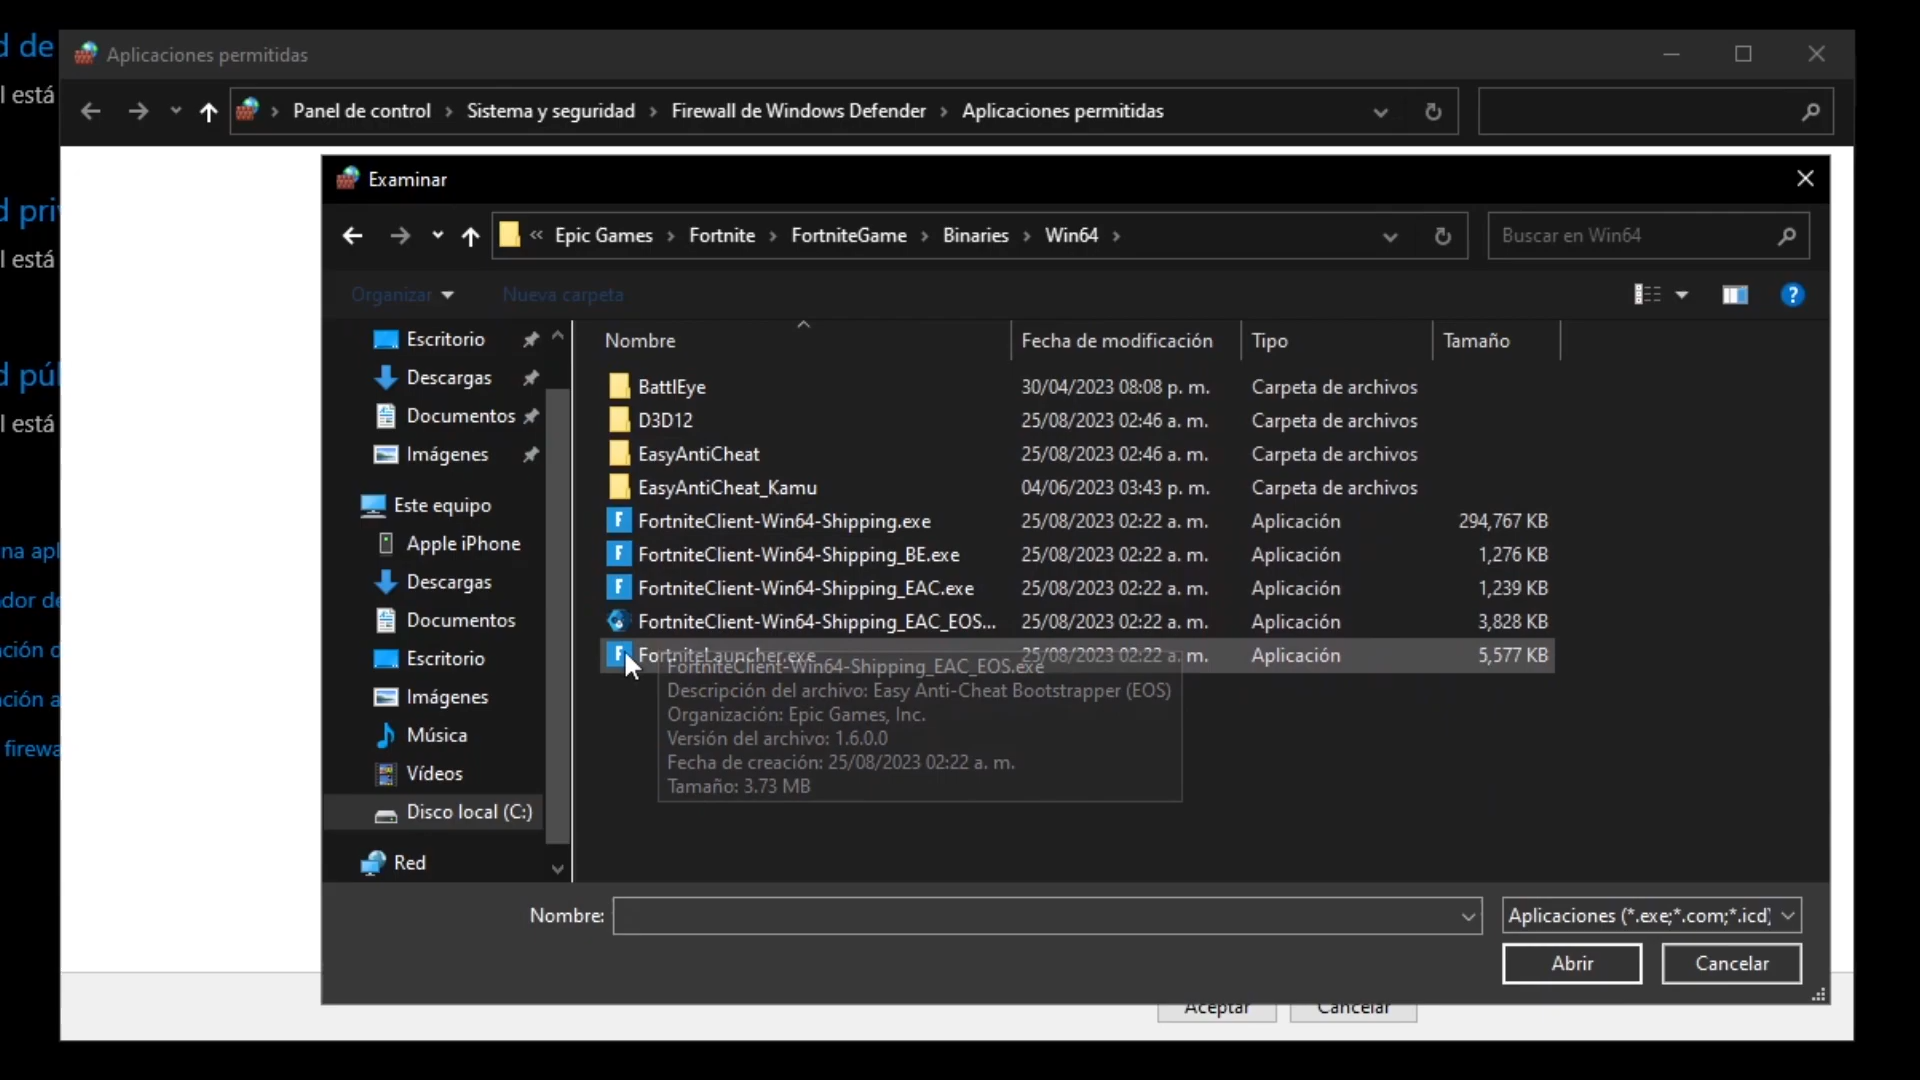 d de
l está
d pri
l está
d púl
l está
na apl
dor de
ción d
ción a
firewa
Aplicaciones permitidas
Panel de control > Sistema y seguridad > Firewall de Windows Defender > Aplicaciones permitidas
Examinar
« Epic Games > Fortnite > FortniteGame > Binaries > Win64 >
Buscar en Win64
Organizar
Nueva carpeta
?
Escritorio
Descargas
Documentos
Imágenes
Este equipo
Apple iPhone
Descargas
Documentos
Escritorio
Imágenes
Música
Vídeos
Disco local (C:)
Red
Nombre Fecha de modificación Tipo Tamaño
BattlEye 30/04/2023 08:08 p. m. Carpeta de archivos
D3D12 25/08/2023 02:46 a. m. Carpeta de archivos
EasyAntiCheat 25/08/2023 02:46 a. m. Carpeta de archivos
EasyAntiCheat_Kamu 04/06/2023 03:43 p. m. Carpeta de archivos
FortniteClient-Win64-Shipping.exe 25/08/2023 02:22 a. m. Aplicación 294,767 KB
FortniteClient-Win64-Shipping_BE.exe 25/08/2023 02:22 a. m. Aplicación 1,276 KB
FortniteClient-Win64-Shipping_EAC.exe 25/08/2023 02:22 a. m. Aplicación 1,239 KB
FortniteClient-Win64-Shipping_EAC_EOS... 25/08/2023 02:22 a. m. Aplicación 3,828 KB
FortniteLauncher.exe 25/08/2023 02:22 a. m. Aplicación 5,577 KB
FortniteClient-Win64-Shipping_EAC_EOS.exe
Descripción del archivo: Easy Anti-Cheat Bootstrapper (EOS)
Organización: Epic Games, Inc.
Versión del archivo: 1.6.0.0
Fecha de creación: 25/08/2023 02:22 a. m.
Tamaño: 3.73 MB
Nombre:
Aplicaciones (*.exe;*.com;*.icd)
Abrir
Cancelar
Aceptar
Cancelar